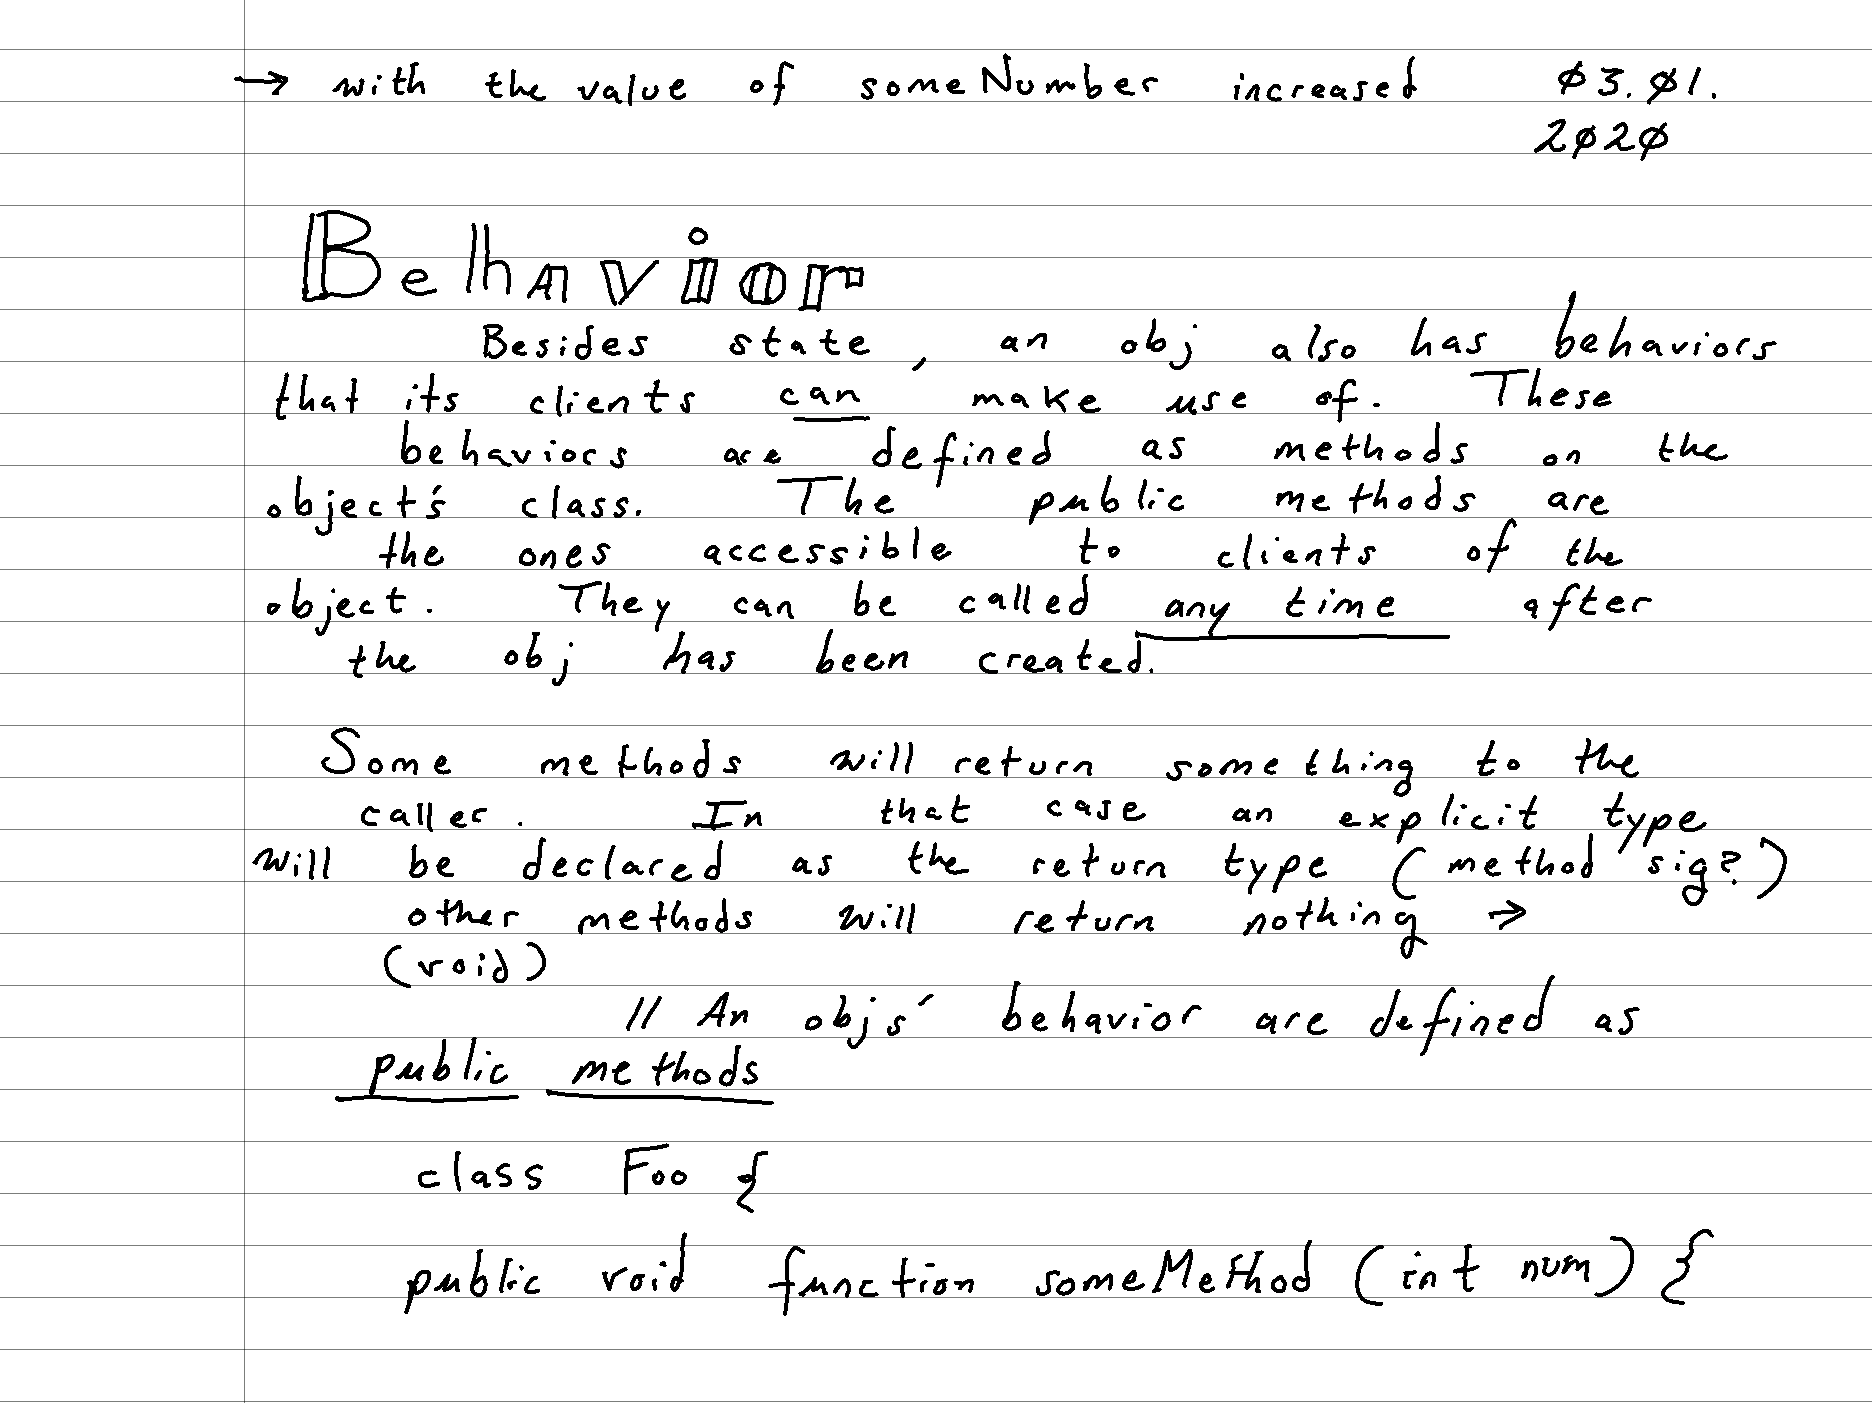 → with the value of someNumber increased 03.01.
2020
Behavior
Besides state, an obj also has behaviors
that its clients can make use of. These
behaviors are defined as methods on the
object's class. The public methods are
the ones accessible to clients of the
object. They can be called any time after
the obj has been created.
Some methods will return something to the
caller. In that case an explicit type
will be declared as the return type (method sig?)
other methods will return nothing →
(void)
// An objs' behavior are defined as
public methods
class Foo {
public void function someMethod (int num) {